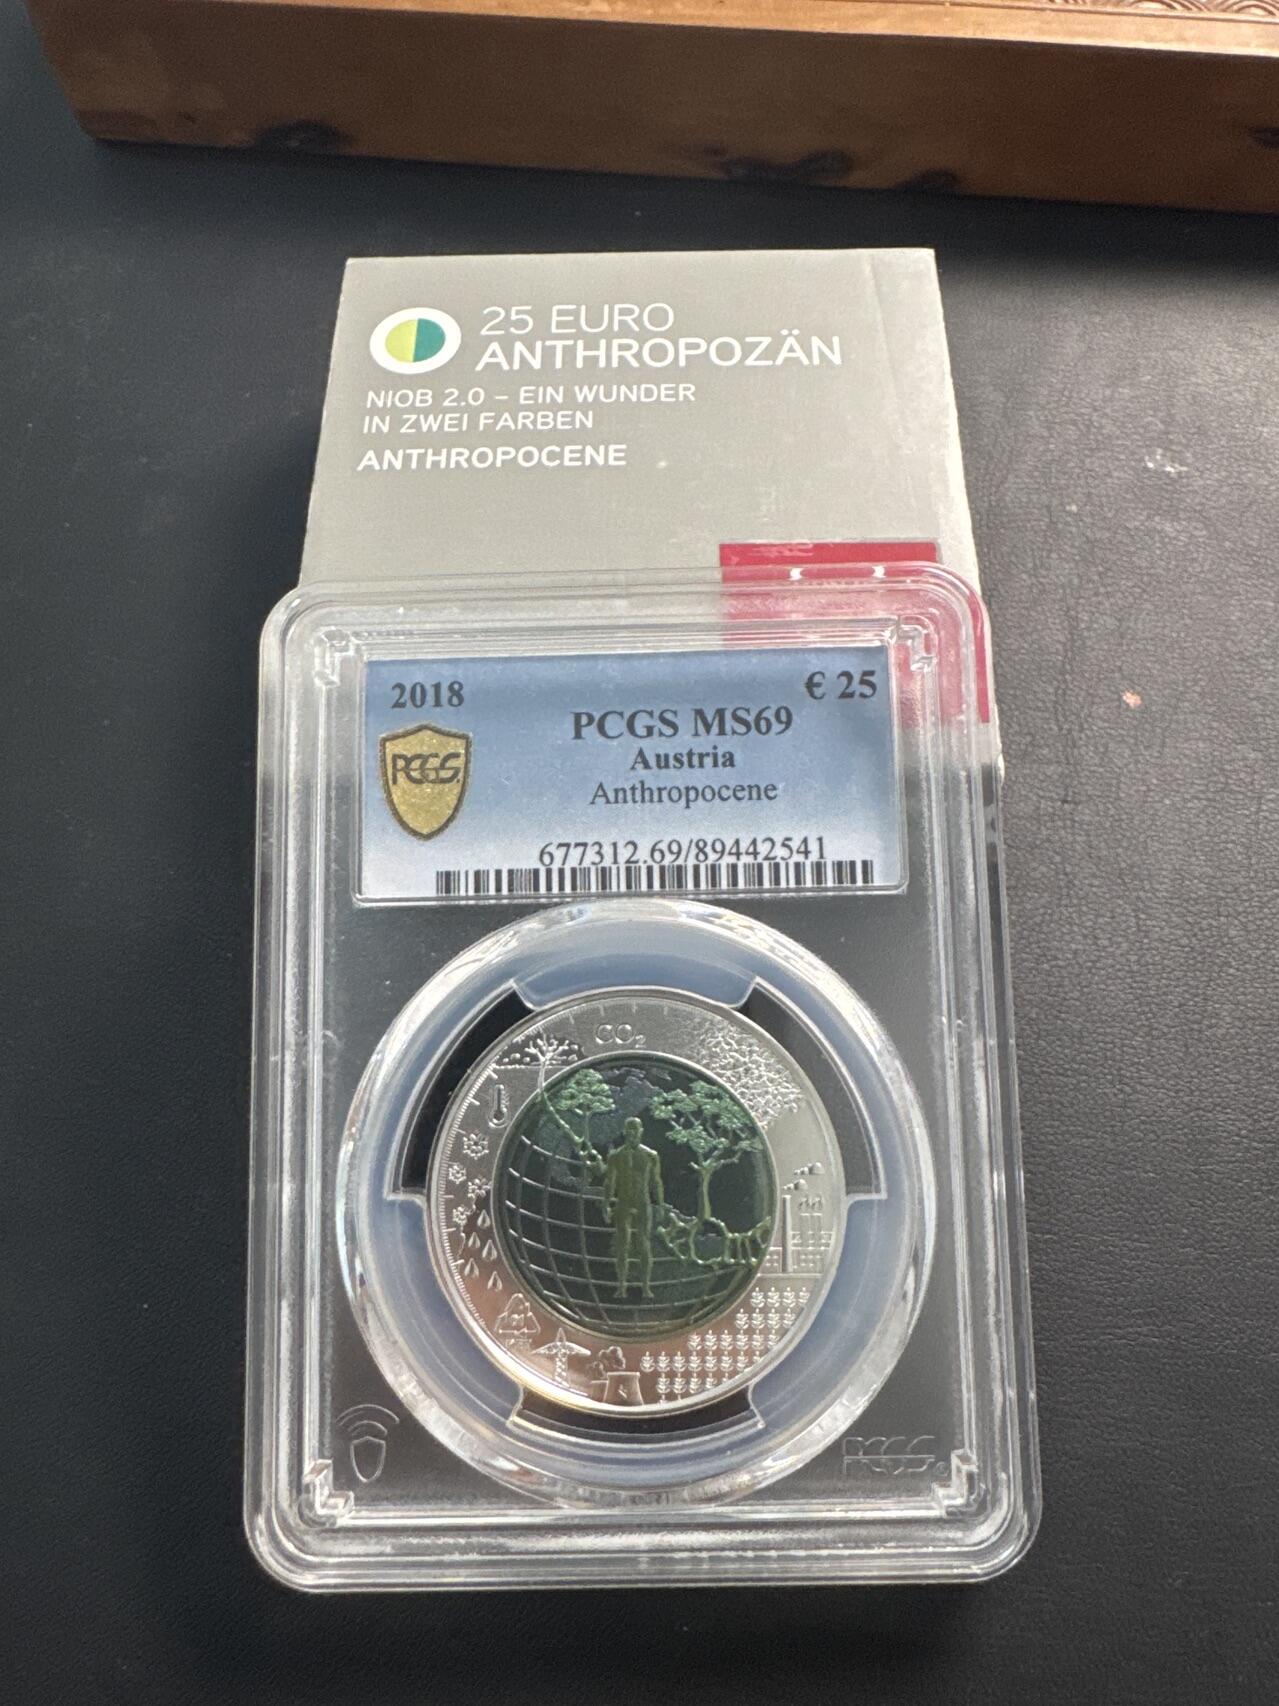 25 EURO
ANTHROPOZÄN
NIOB 2.0 – EIN WUNDER
IN ZWEI FARBEN
ANTHROPOCENE
2018
€ 25
PCGS MS69
Austria
PCGS
Anthropocene
677312.69/89442541
CO₂
PCGS